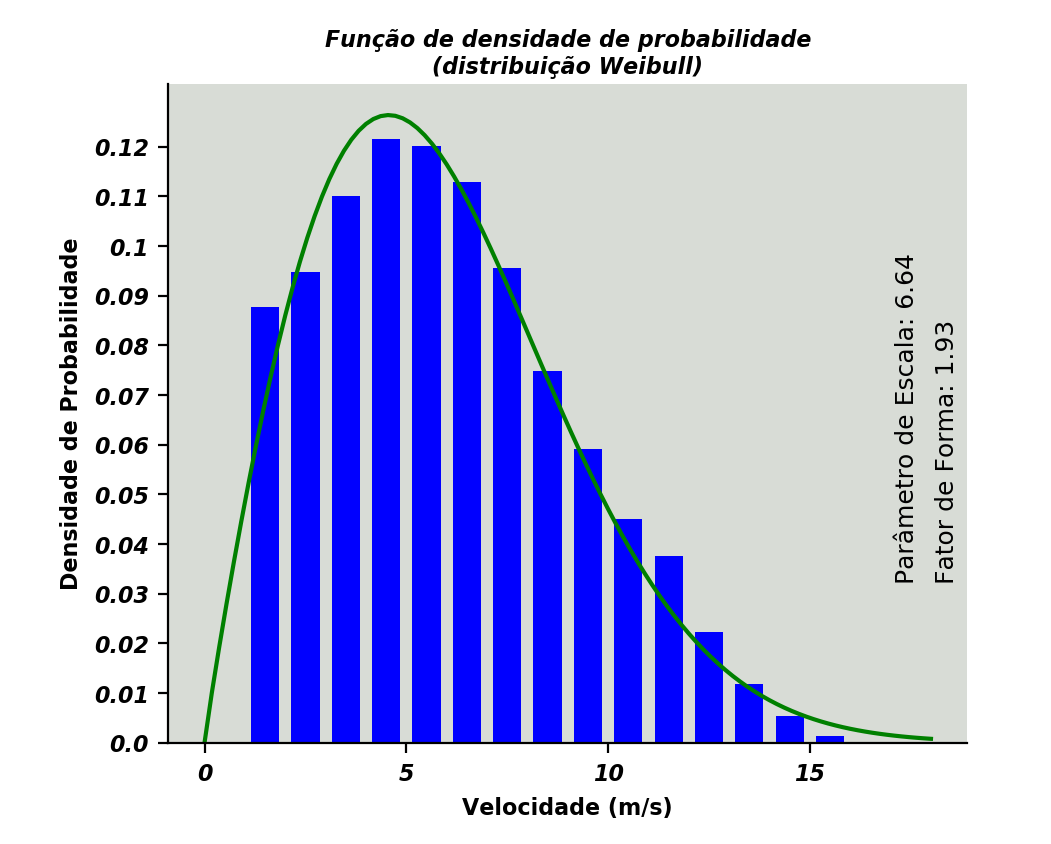 Função de densidade de probabilidade
(distribuição Weibull)
Densidade de Probabilidade
0.12
0.11
0.1
0.09
0.08
0.07
0.06
0.05
0.04
0.03
0.02
0.01
0.0
0
5
10
15
Velocidade (m/s)
Parâmetro de Escala: 6.64
Fator de Forma: 1.93